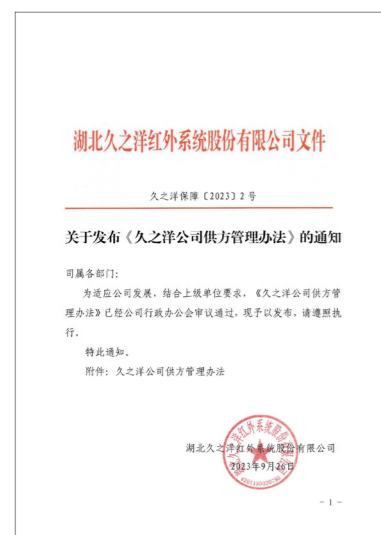 湖北久之洋红外系统股份有限公司文件
久之洋保障〔2023〕2号
关于发布《久之洋公司供方管理办法》的通知
司属各部门：
为适应公司发展，结合上级单位要求，《久之洋公司供方管
理办法》已经公司行政办公会审议通过，现予以发布，请遵照执
行。
特此通知。
附件：久之洋公司供方管理办法
湖北久之洋红外系统股份有限公司
2023年9月26日
- 1 -